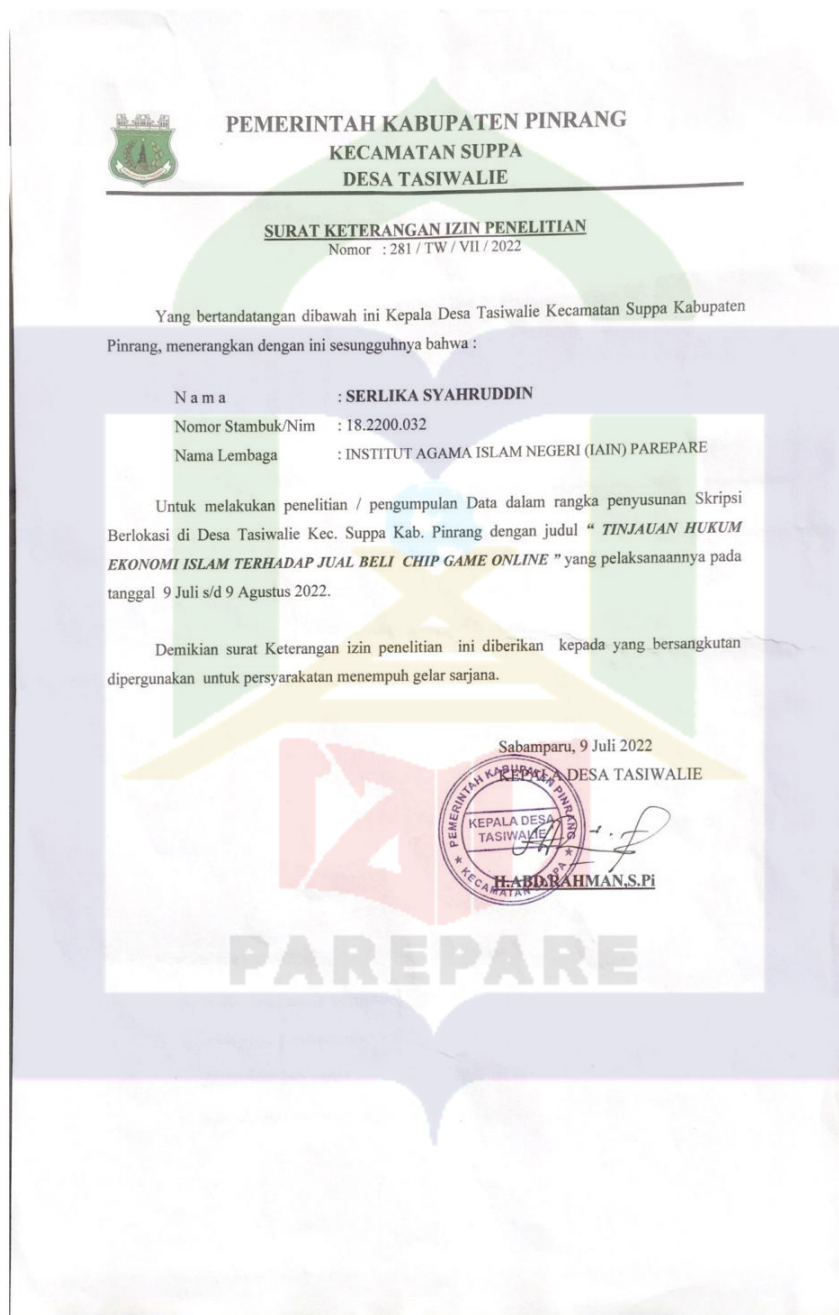 PEMERINTAH KABUPATEN PINRANG
KECAMATAN SUPPA
DESA TASIWALIE
SURAT KETERANGAN IZIN PENELITIAN
Nomor : 281 / TW / VII / 2022
Yang bertandatangan dibawah ini Kepala Desa Tasiwalie Kecamatan Suppa Kabupaten
Pinrang, menerangkan dengan ini sesungguhnya bahwa :
N a m a : SERLIKA SYAHRUDDIN
Nomor Stambuk/Nim : 18.2200.032
Nama Lembaga : INSTITUT AGAMA ISLAM NEGERI (IAIN) PAREPARE
Untuk melakukan penelitian / pengumpulan Data dalam rangka penyusunan Skripsi
Berlokasi di Desa Tasiwalie Kec. Suppa Kab. Pinrang dengan judul “ TINJAUAN HUKUM
EKONOMI ISLAM TERHADAP JUAL BELI CHIP GAME ONLINE ” yang pelaksanaannya pada
tanggal 9 Juli s/d 9 Agustus 2022.
Demikian surat Keterangan izin penelitian ini diberikan kepada yang bersangkutan
dipergunakan untuk persyarakatan menempuh gelar sarjana.
Sabamparu, 9 Juli 2022
KEPALA DESA TASIWALIE
PEMERINTAH KABUPATEN PINRANG
KEPALA DESA
TASIWALIE
KECAMATAN SUPPA
H.ABD.RAHMAN,S.Pi
PAREPARE